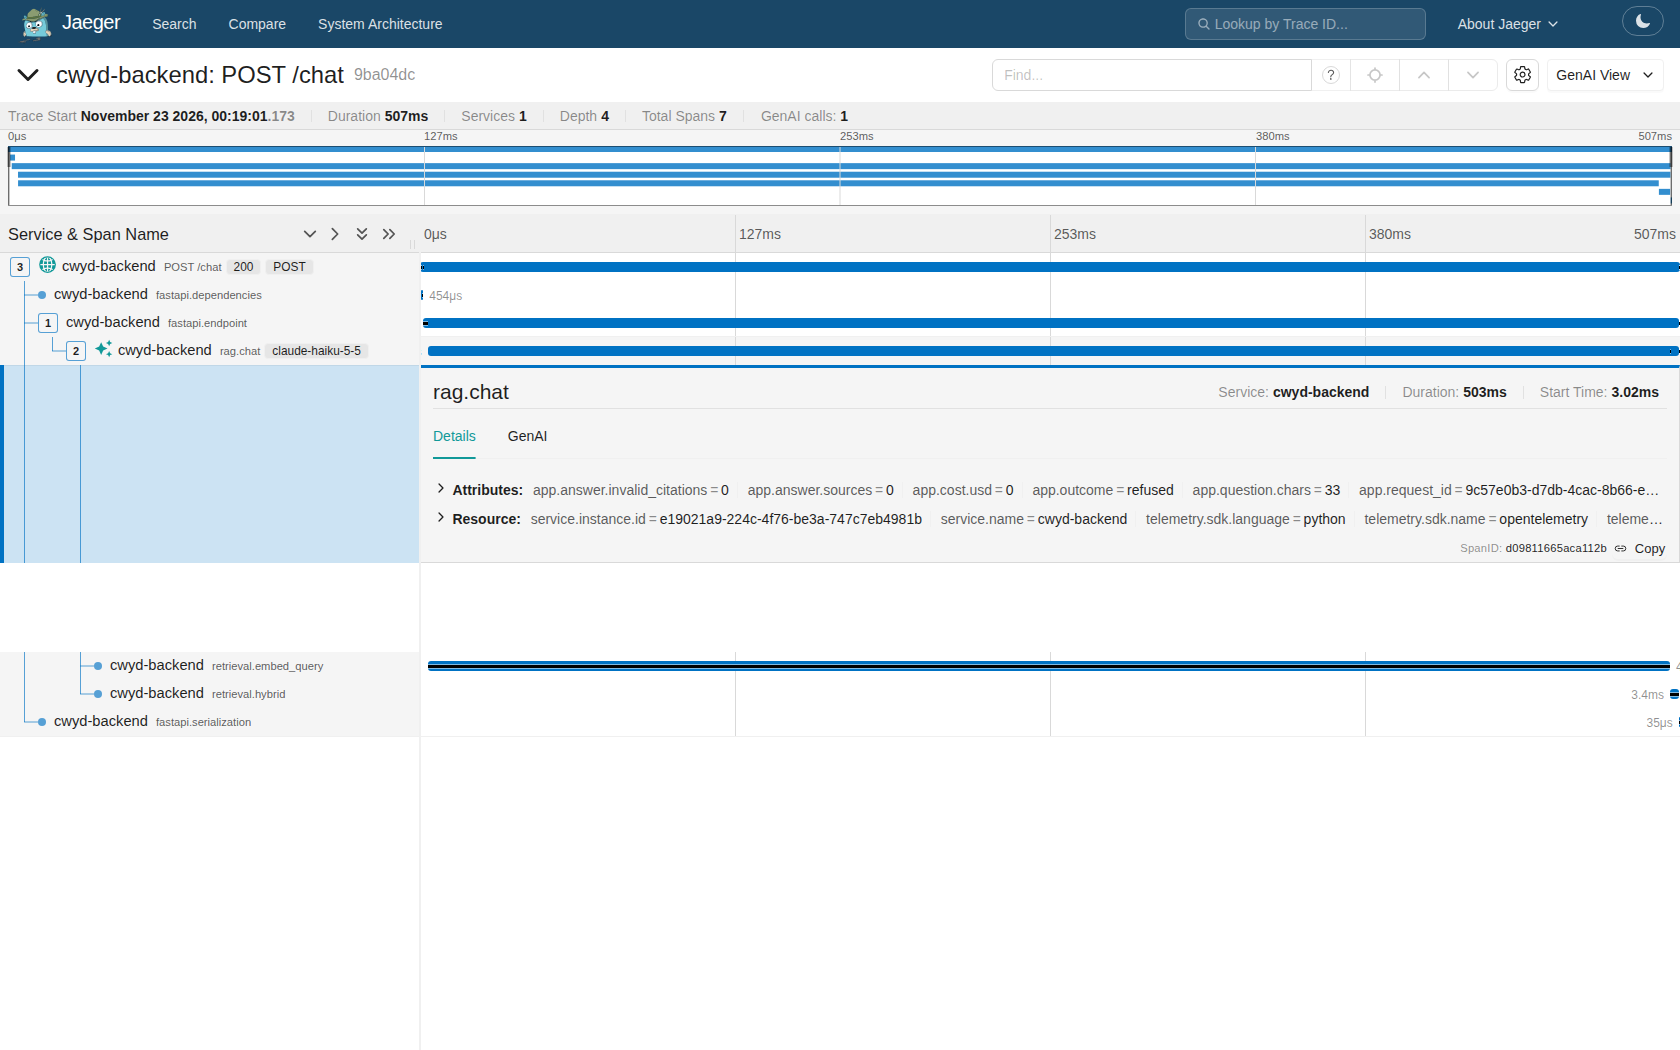 Jaeger Search Compare System Architecture Lookup by Trace ID... About Jaeger
cwyd-backend: POST /chat 9ba04dc Find... ? GenAI View
Trace Start November 23 2026, 00:19:01.173 Duration 507ms Services 1 Depth 4 Total Spans 7 GenAI calls: 1
0μs 127ms 253ms 380ms 507ms
Service & Span Name 0μs 127ms 253ms 380ms 507ms
3 cwyd-backend POST /chat 200 POST
cwyd-backend fastapi.dependencies 454μs
1 cwyd-backend fastapi.endpoint
2 cwyd-backend rag.chat claude-haiku-5-5
rag.chat Service: cwyd-backend Duration: 503ms Start Time: 3.02ms
Details GenAI
Attributes: app.answer.invalid_citations = 0 app.answer.sources = 0 app.cost.usd = 0 app.outcome = refused app.question.chars = 33 app.request_id = 9c57e0b3-d7db-4cac-8b66-e…
Resource: service.instance.id = e19021a9-224c-4f76-be3a-747c7eb4981b service.name = cwyd-backend telemetry.sdk.language = python telemetry.sdk.name = opentelemetry teleme…
SpanID: d09811665aca112b Copy
cwyd-backend retrieval.embed_query
cwyd-backend retrieval.hybrid 3.4ms
cwyd-backend fastapi.serialization 35μs